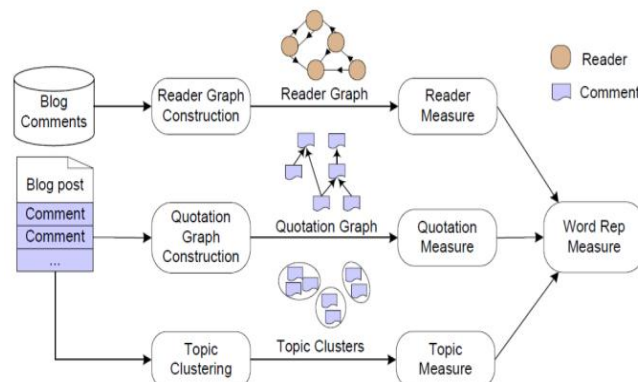 Blog
Comments
Reader Graph
Construction
Reader Graph
Reader
Measure
Reader
Comment
Blog post
Comment
Comment
...
Quotation
Graph
Construction
Quotation Graph
Quotation
Measure
Word Rep
Measure
Topic
Clustering
Topic Clusters
Topic
Measure